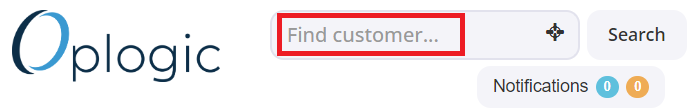 Oplogic
Find customer...
Search
Notifications 0 0